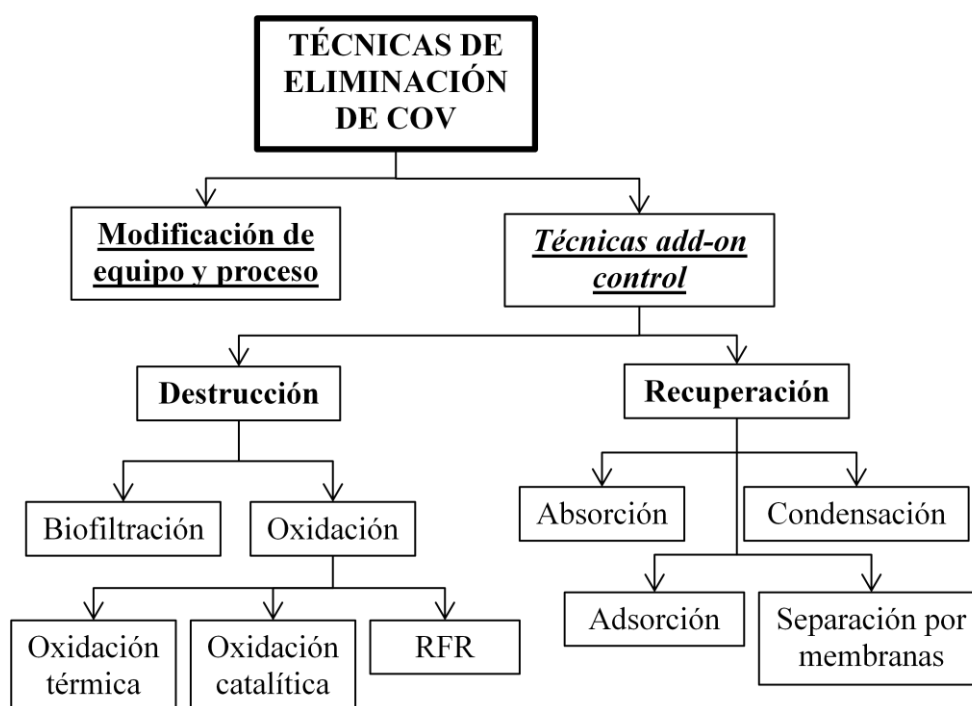 TÉCNICAS DE
ELIMINACIÓN
DE COV
Modificación de
equipo y proceso
Técnicas add-on
control
Destrucción
Recuperación
Biofiltración
Oxidación
Absorción
Condensación
Oxidación
térmica
Oxidación
catalítica
RFR
Adsorción
Separación por
membranas